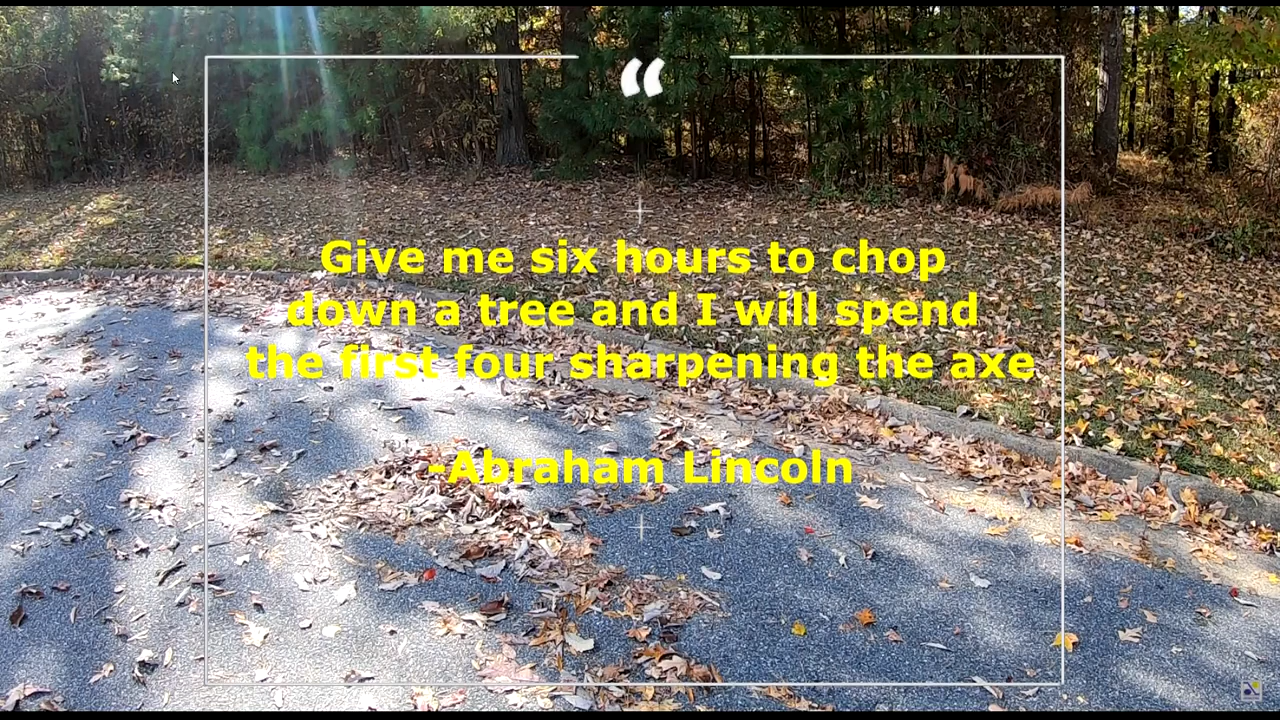 “
Give me six hours to chop
down a tree and I will spend
the first four sharpening the axe
-Abraham Lincoln